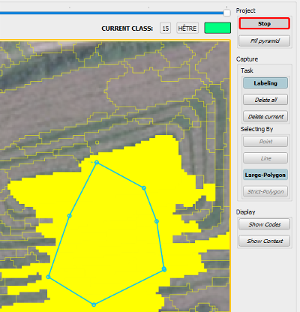 Project
CURRENT CLASS: 15 HÊTRE
Stop
Fill pyramid
Capture
Task
Labeling
Delete all
Delete current
Selecting By
Point
Line
Large-Polygon
Strict-Polygon
Display
Show Codes
Show Context